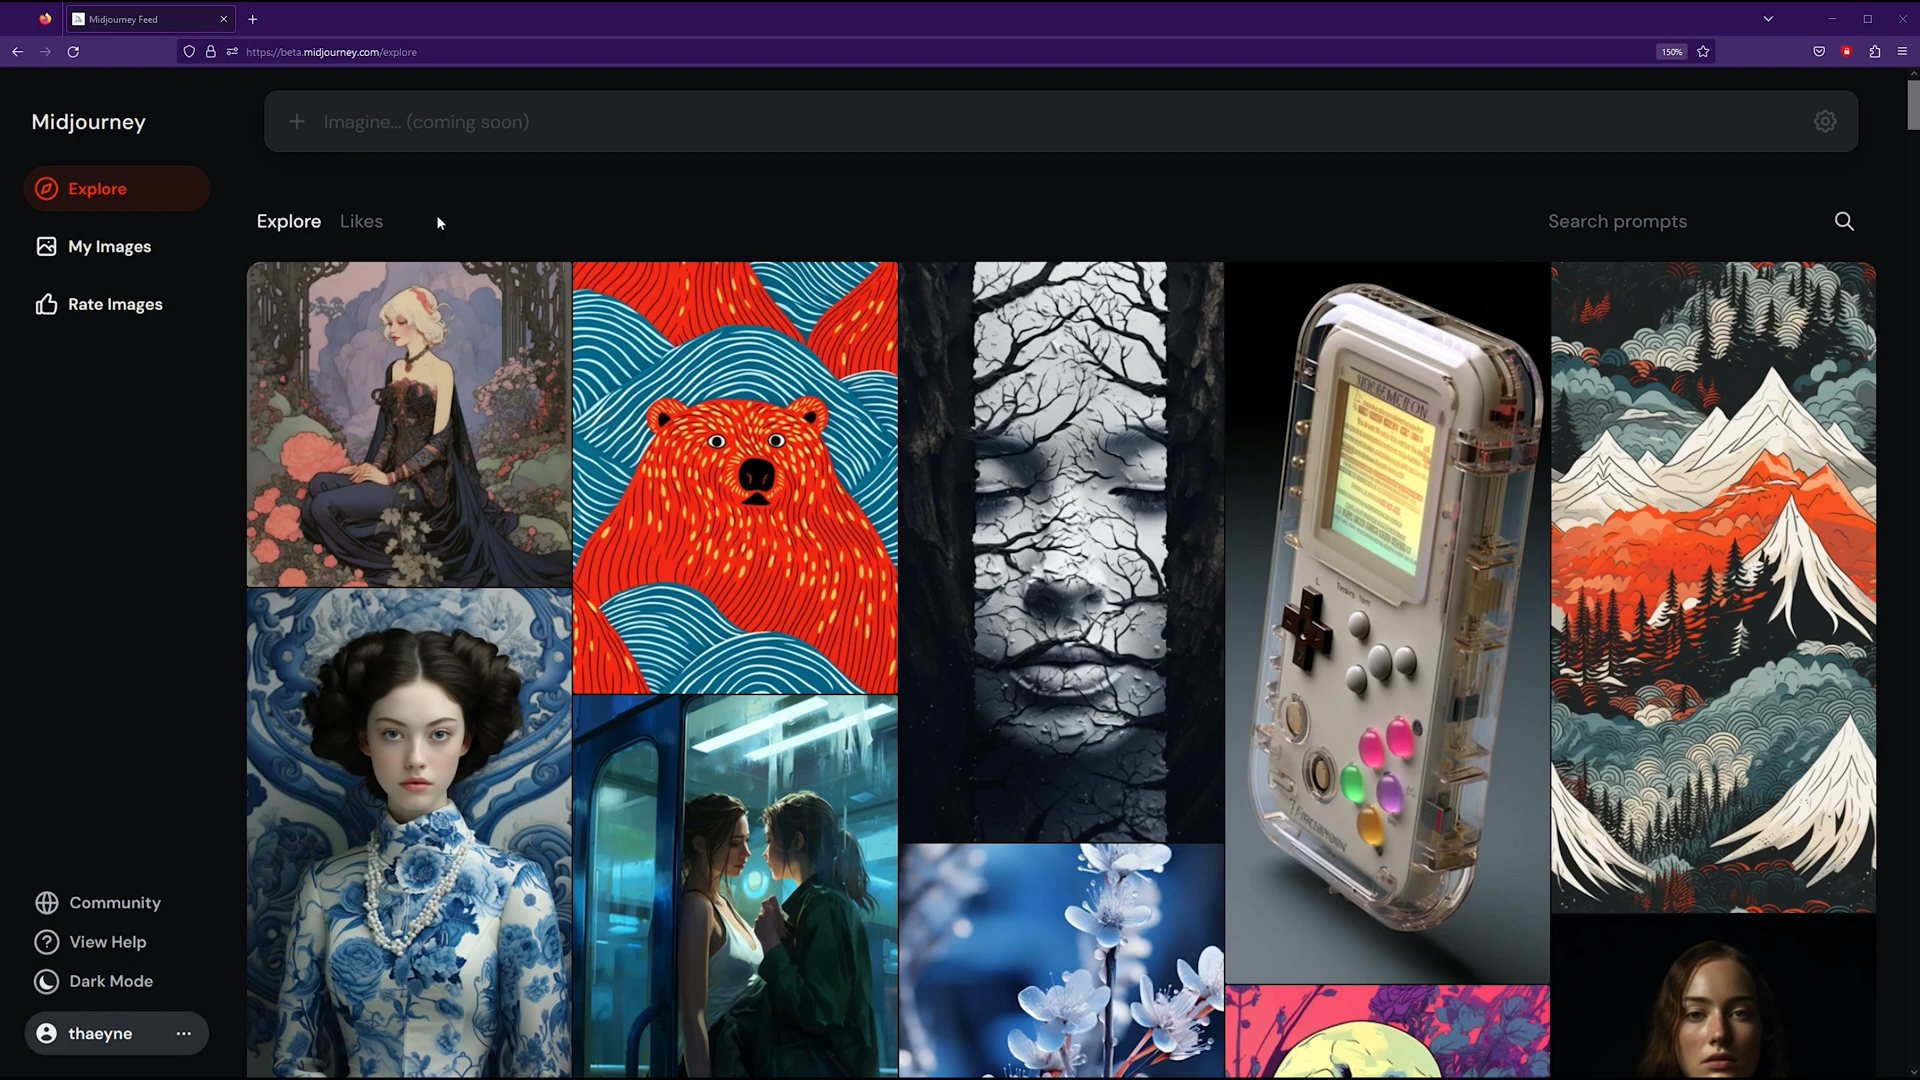 Midjourney Feed
https://beta.midjourney.com/explore
150%
Midjourney
Imagine... (coming soon)
Explore
My Images
Rate Images
Explore Likes
Search prompts
Community
View Help
Dark Mode
thaeyne